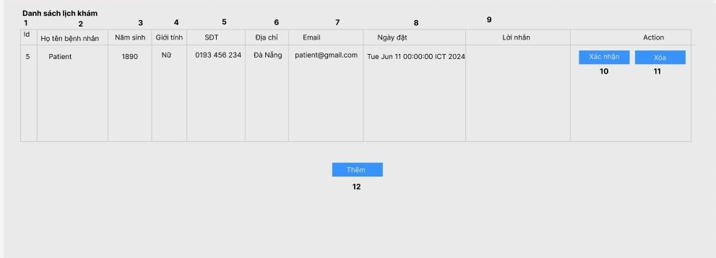 Danh sách lịch khám
1 2 3 4 5 6 7 8 9
Id Họ tên bệnh nhân Năm sinh Giới tính SĐT Địa chỉ Email Ngày đặt Lời nhắn Action
5 Patient 1890 Nữ 0193 456 234 Đà Nẵng patient@gmail.com Tue Jun 11 00:00:00 ICT 2024 Xác nhận Xóa
10 11
Thêm
12